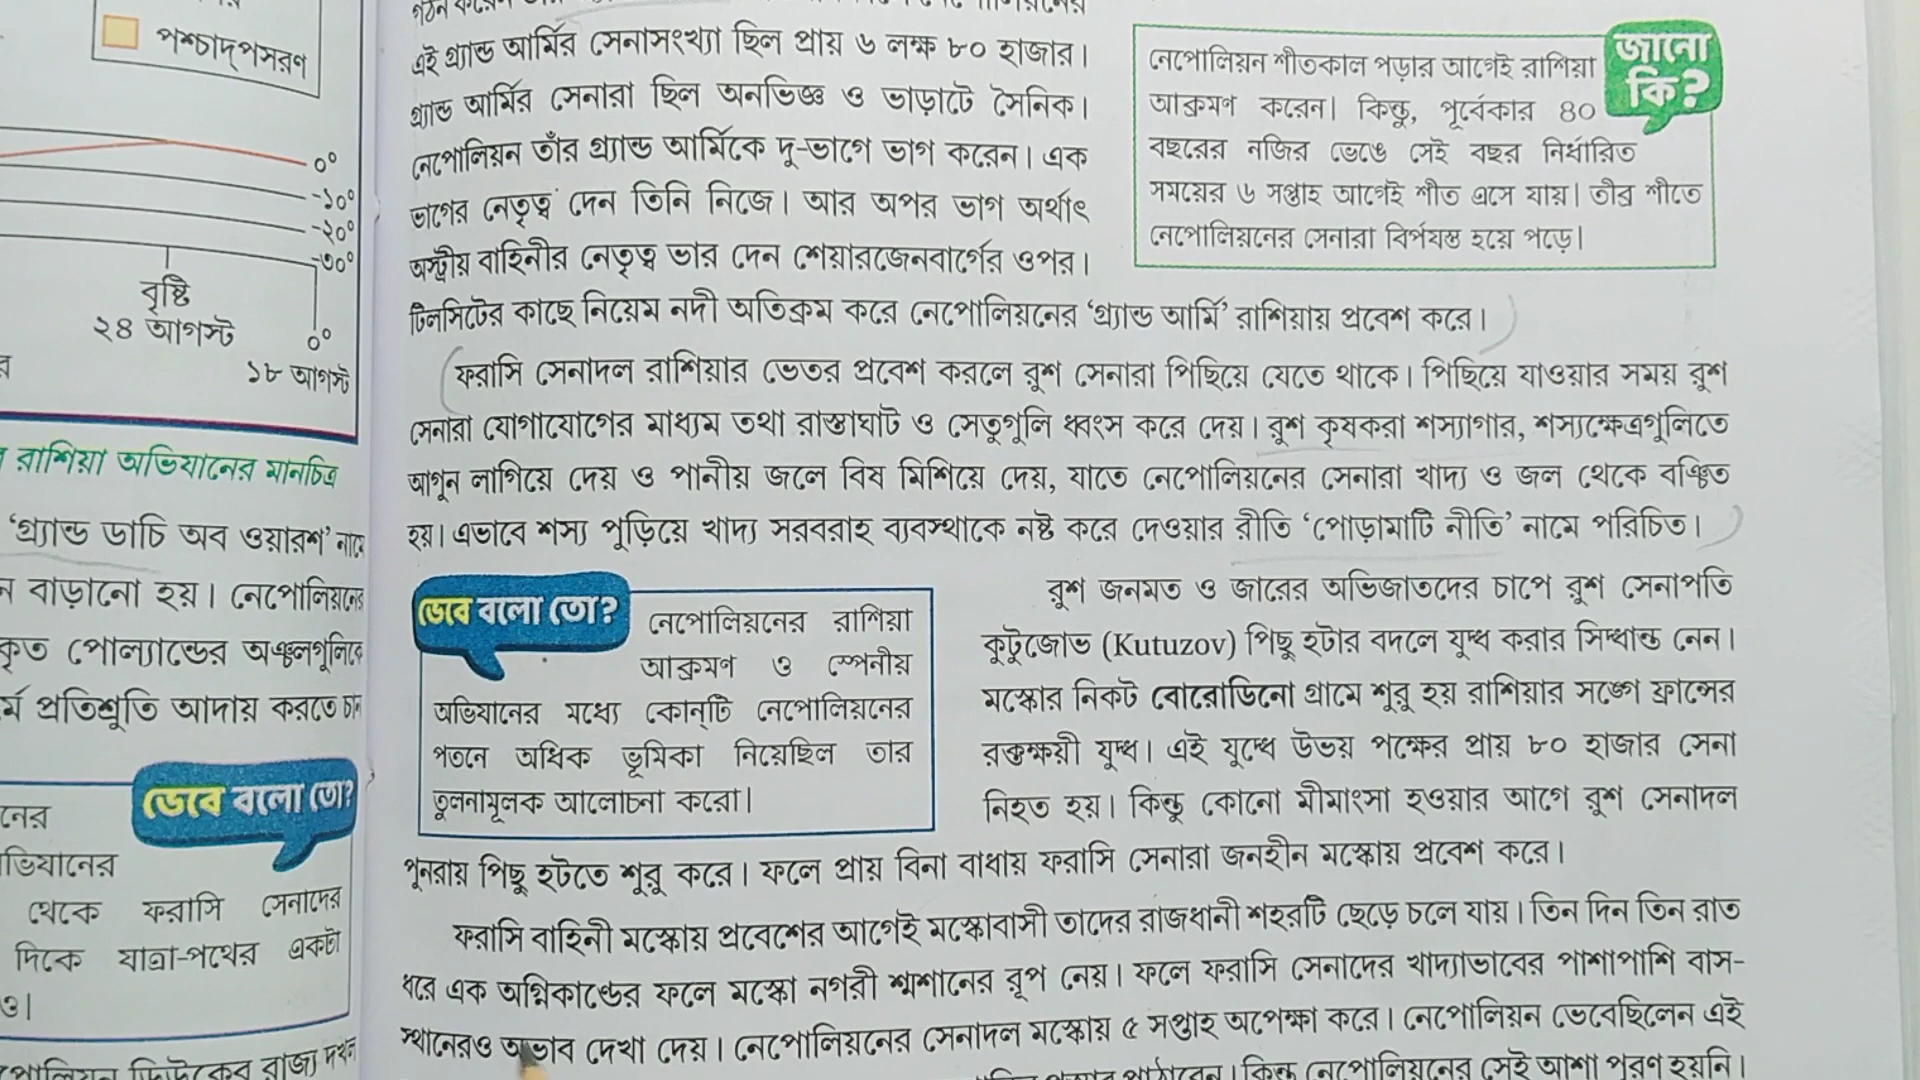 পশ্চাদ্‌পসরণ
০°
-১০°
-২০°
-৩০°
বৃষ্টি
২৪ আগস্ট
০°
১৮ আগস্ট
রাশিয়া অভিযানের মানচিত্র
‘গ্র্যান্ড ডাচি অব ওয়ারশ’ নামে
ন বাড়ানো হয়। নেপোলিয়নের
কৃত পোল্যান্ডের অঞ্চলগুলিকে
র্ম প্রতিশ্রুতি আদায় করতে চান
ভেবে বলো তো?
নের
ভিযানের
থেকে ফরাসি সেনাদের
দিকে যাত্রা-পথের একটা
ও।
পোলিয়ন ডিউকের রাজ্য দখল
এই গ্র্যান্ড আর্মির সেনাসংখ্যা ছিল প্রায় ৬ লক্ষ ৮০ হাজার।
গ্র্যান্ড আর্মির সেনারা ছিল অনভিজ্ঞ ও ভাড়াটে সৈনিক।
নেপোলিয়ন তাঁর গ্র্যান্ড আর্মিকে দু-ভাগে ভাগ করেন। এক
ভাগের নেতৃত্ব দেন তিনি নিজে। আর অপর ভাগ অর্থাৎ
অস্ট্রীয় বাহিনীর নেতৃত্ব ভার দেন শেয়ারজেনবার্গের ওপর।
টিলসিটের কাছে নিয়েম নদী অতিক্রম করে নেপোলিয়নের ‘গ্র্যান্ড আর্মি’ রাশিয়ায় প্রবেশ করে।
জানো কি?
নেপোলিয়ন শীতকাল পড়ার আগেই রাশিয়া
আক্রমণ করেন। কিন্তু, পূর্বেকার ৪০
বছরের নজির ভেঙে সেই বছর নির্ধারিত
সময়ের ৬ সপ্তাহ আগেই শীত এসে যায়। তীব্র শীতে
নেপোলিয়নের সেনারা বিপর্যস্ত হয়ে পড়ে।
ফরাসি সেনাদল রাশিয়ার ভেতর প্রবেশ করলে রুশ সেনারা পিছিয়ে যেতে থাকে। পিছিয়ে যাওয়ার সময় রুশ
সেনারা যোগাযোগের মাধ্যম তথা রাস্তাঘাট ও সেতুগুলি ধ্বংস করে দেয়। রুশ কৃষকরা শস্যাগার, শস্যক্ষেত্রগুলিতে
আগুন লাগিয়ে দেয় ও পানীয় জলে বিষ মিশিয়ে দেয়, যাতে নেপোলিয়নের সেনারা খাদ্য ও জল থেকে বঞ্চিত
হয়। এভাবে শস্য পুড়িয়ে খাদ্য সরবরাহ ব্যবস্থাকে নষ্ট করে দেওয়ার রীতি ‘পোড়ামাটি নীতি’ নামে পরিচিত।
ভেবে বলো তো?
নেপোলিয়নের রাশিয়া
আক্রমণ ও স্পেনীয়
অভিযানের মধ্যে কোন্‌টি নেপোলিয়নের
পতনে অধিক ভূমিকা নিয়েছিল তার
তুলনামূলক আলোচনা করো।
রুশ জনমত ও জারের অভিজাতদের চাপে রুশ সেনাপতি
কুটুজোভ (Kutuzov) পিছু হটার বদলে যুদ্ধ করার সিদ্ধান্ত নেন।
মস্কোর নিকট বোরোডিনো গ্রামে শুরু হয় রাশিয়ার সঙ্গে ফ্রান্সের
রক্তক্ষয়ী যুদ্ধ। এই যুদ্ধে উভয় পক্ষের প্রায় ৮০ হাজার সেনা
নিহত হয়। কিন্তু কোনো মীমাংসা হওয়ার আগে রুশ সেনাদল
পুনরায় পিছু হটতে শুরু করে। ফলে প্রায় বিনা বাধায় ফরাসি সেনারা জনহীন মস্কোয় প্রবেশ করে।
ফরাসি বাহিনী মস্কোয় প্রবেশের আগেই মস্কোবাসী তাদের রাজধানী শহরটি ছেড়ে চলে যায়। তিন দিন তিন রাত
ধরে এক অগ্নিকাণ্ডের ফলে মস্কো নগরী শ্মশানের রূপ নেয়। ফলে ফরাসি সেনাদের খাদ্যাভাবের পাশাপাশি বাস-
স্থানেরও অভাব দেখা দেয়। নেপোলিয়নের সেনাদল মস্কোয় ৫ সপ্তাহ অপেক্ষা করে। নেপোলিয়ন ভেবেছিলেন এই
কিন্তু নেপোলিয়নের সেই আশা পূরণ হয়নি।